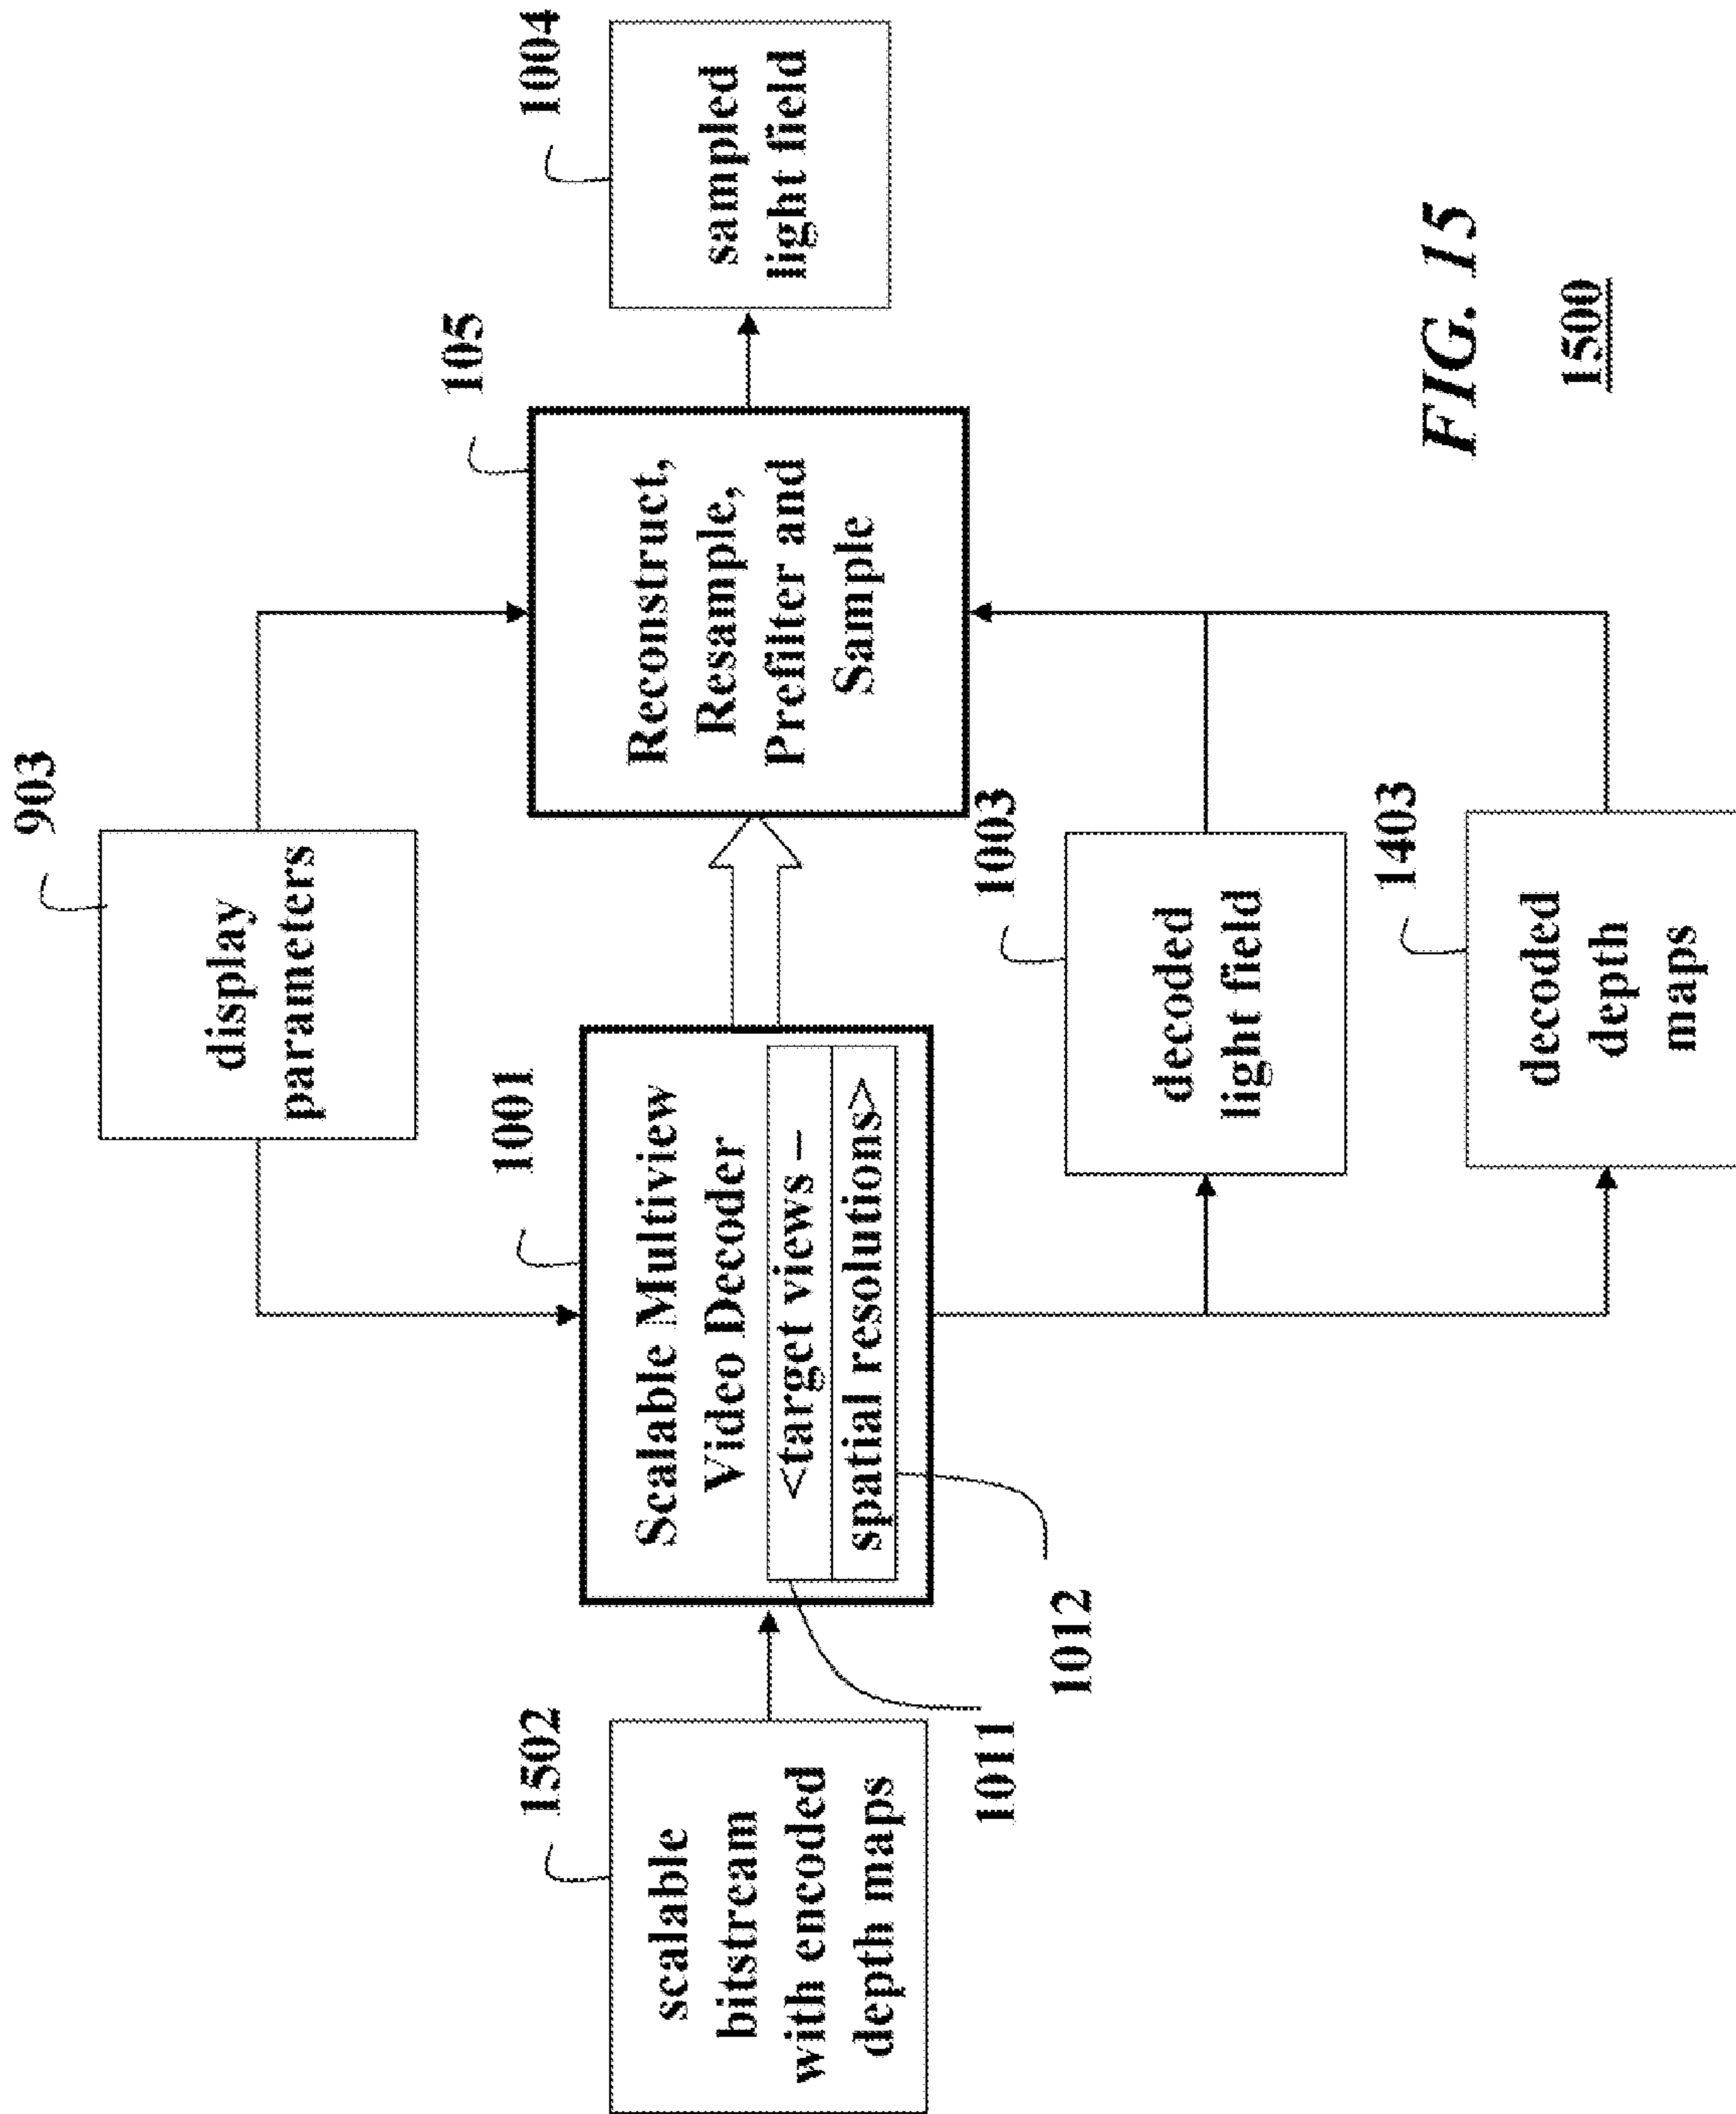 903
display
parameters
1502
scalable
bitstream
with encoded
depth maps
1001
Scalable Multiview
Video Decoder
<target views –
spatial resolutions>
1011
1012
105
Reconstruct,
Resample,
Prefilter and
Sample
1004
sampled
light field
1003
decoded
light field
1403
decoded
depth
maps
FIG. 15
1500